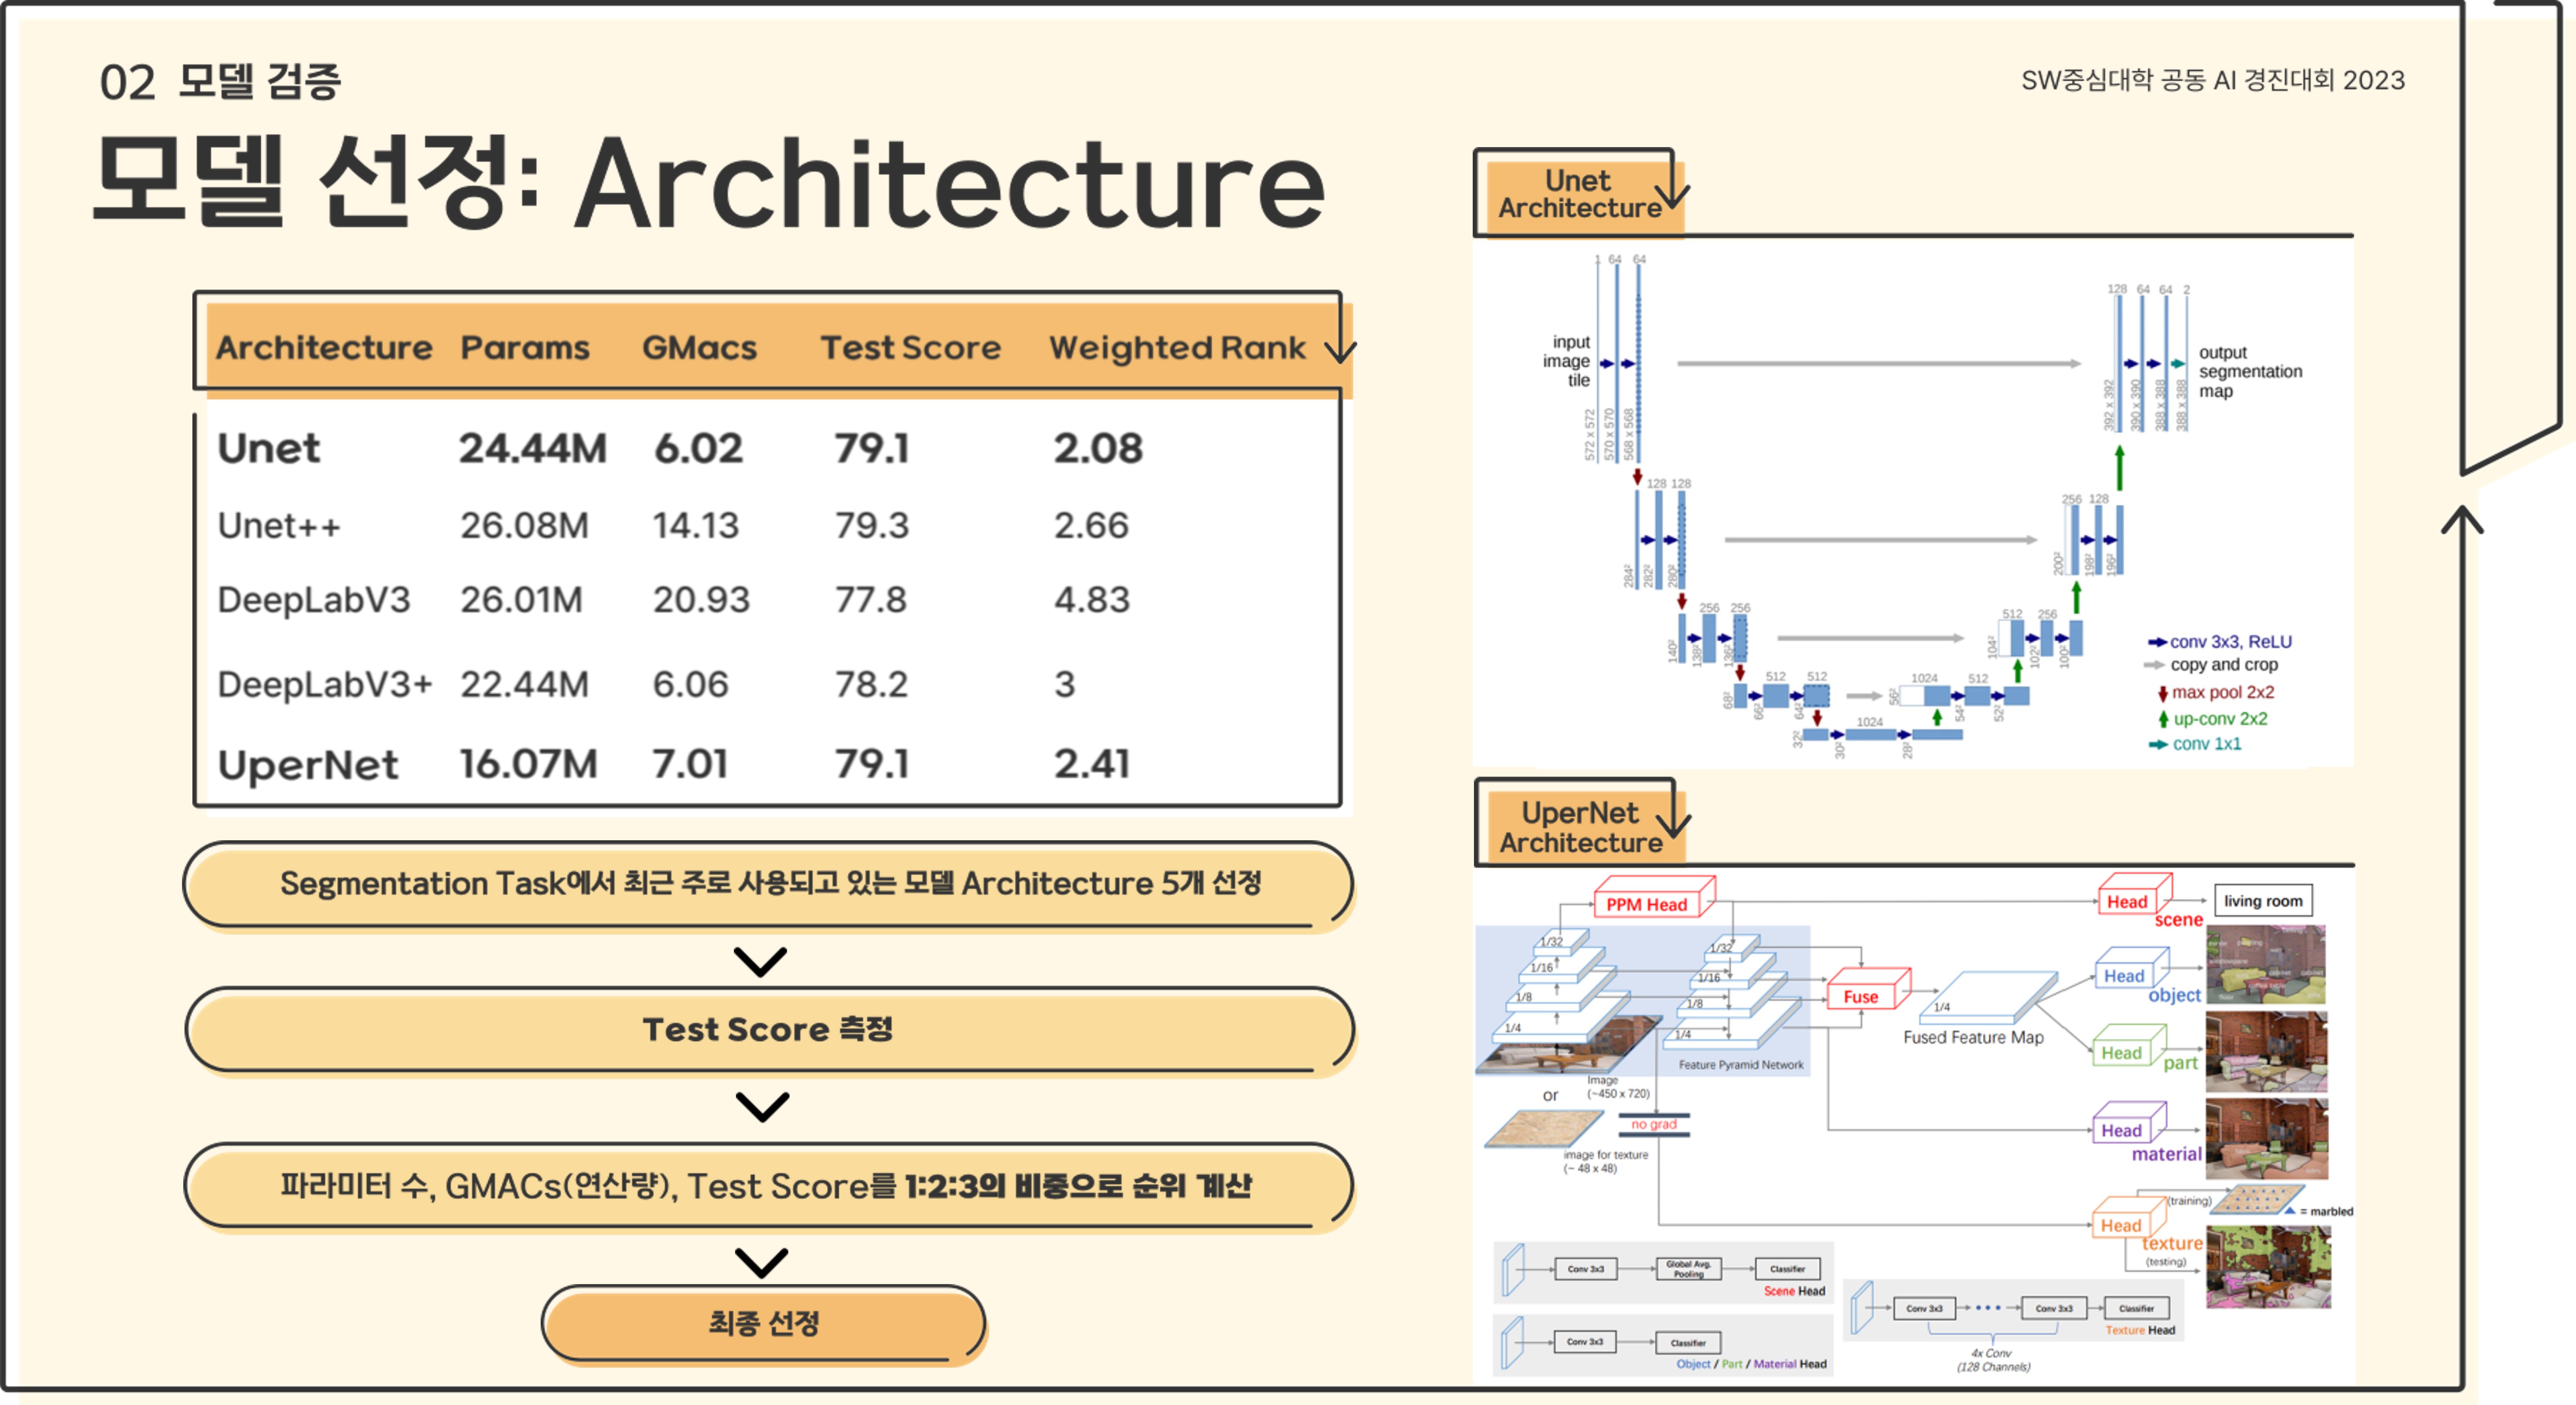 02 모델 검증
SW중심대학 공동 AI 경진대회 2023
모델 선정: Architecture
Architecture Params GMacs Test Score Weighted Rank
Unet 24.44M 6.02 79.1 2.08
Unet++ 26.08M 14.13 79.3 2.66
DeepLabV3 26.01M 20.93 77.8 4.83
DeepLabV3+ 22.44M 6.06 78.2 3
UperNet 16.07M 7.01 79.1 2.41
Segmentation Task에서 최근 주로 사용되고 있는 모델 Architecture 5개 선정
Test Score 측정
파라미터 수, GMACs(연산량), Test Score를 1:2:3의 비중으로 순위 계산
최종 선정
Unet
Architecture
1 64 64
128 64 64 2
input
image
tile
output
segmentation
map
572 x 572
570 x 570
568 x 568
392 x 392
390 x 390
388 x 388
388 x 388
128 128
256 128
284²
282²
280²
200²
198²
196²
256 256
512 256
140²
138²
136²
104²
102²
100²
512 512
1024 512
68²
66²
64²
56²
54²
52²
1024
32²
30²
28²
conv 3x3, ReLU
copy and crop
max pool 2x2
up-conv 2x2
conv 1x1
UperNet
Architecture
PPM Head
Head
scene
living room
1/32
1/16
1/8
1/4
1/32
1/16
1/8
1/4
Feature Pyramid Network
Fuse
1/4
Fused Feature Map
Head
object
Head
part
Head
material
Image
(~450 x 720)
or
no grad
image for texture
(~ 48 x 48)
Head
texture
(training)
(testing)
= marbled
Conv 3x3
Global Avg.
Pooling
Classifier
Scene Head
Conv 3x3
Classifier
Object / Part / Material Head
Conv 3x3
Conv 3x3
Classifier
Texture Head
4x Conv
(128 Channels)